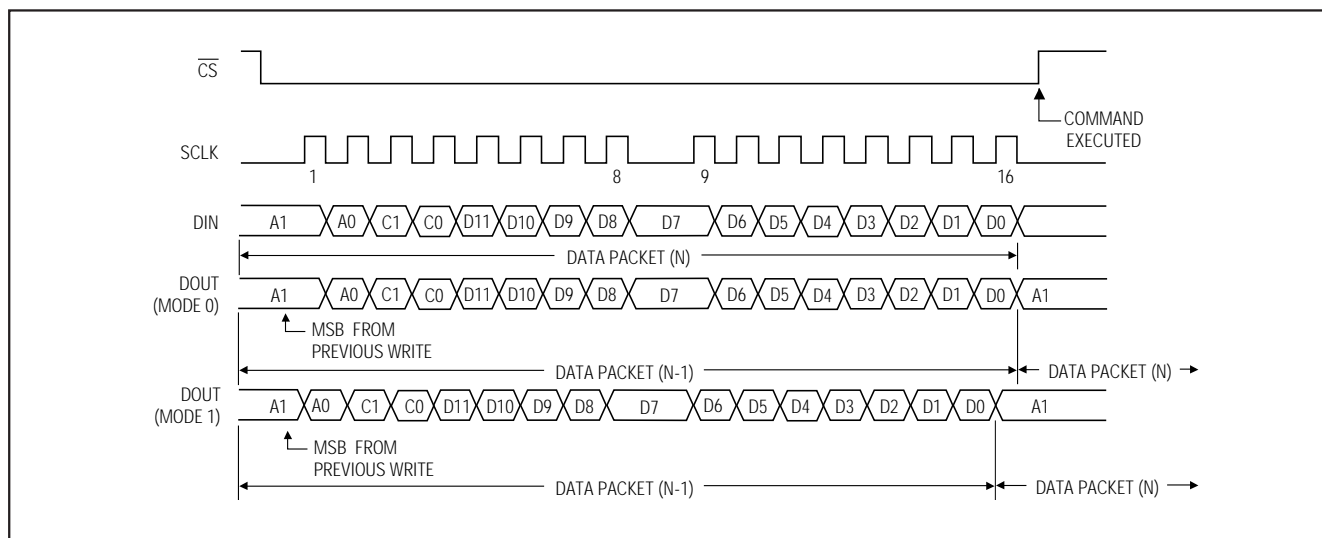 CS
COMMAND
EXECUTED
SCLK
1 8 9 16
DIN A1 A0 C1 C0 D11 D10 D9 D8 D7 D6 D5 D4 D3 D2 D1 D0
DATA PACKET (N)
DOUT
(MODE 0)
A1 A0 C1 C0 D11 D10 D9 D8 D7 D6 D5 D4 D3 D2 D1 D0 A1
MSB FROM
PREVIOUS WRITE
DATA PACKET (N-1) DATA PACKET (N)
DOUT
(MODE 1)
A1 A0 C1 C0 D11 D10 D9 D8 D7 D6 D5 D4 D3 D2 D1 D0 A1
MSB FROM
PREVIOUS WRITE
DATA PACKET (N-1) DATA PACKET (N)